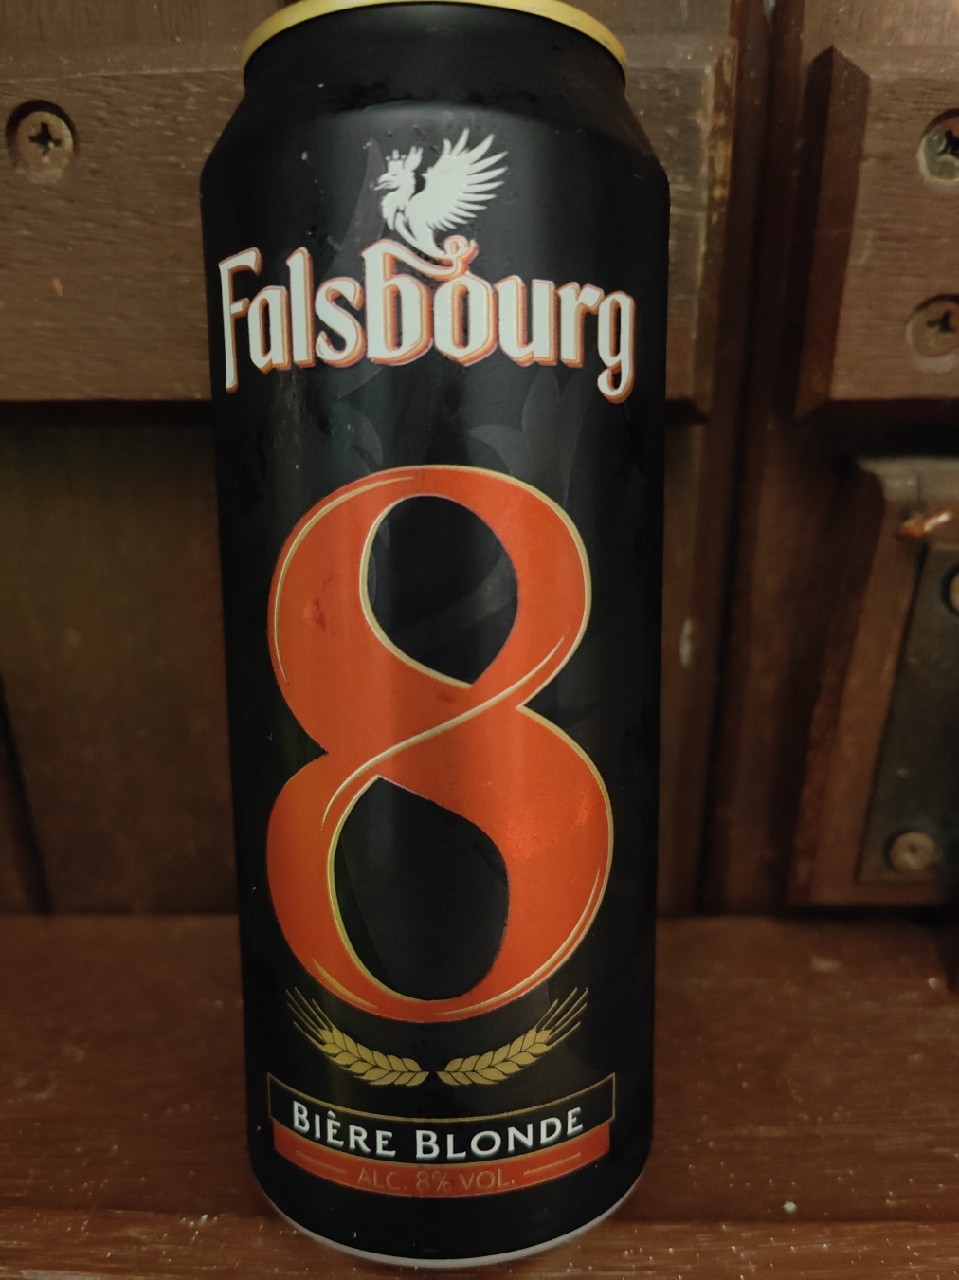 Falsbourg
8
BIÈRE BLONDE
ALC. 8% VOL.